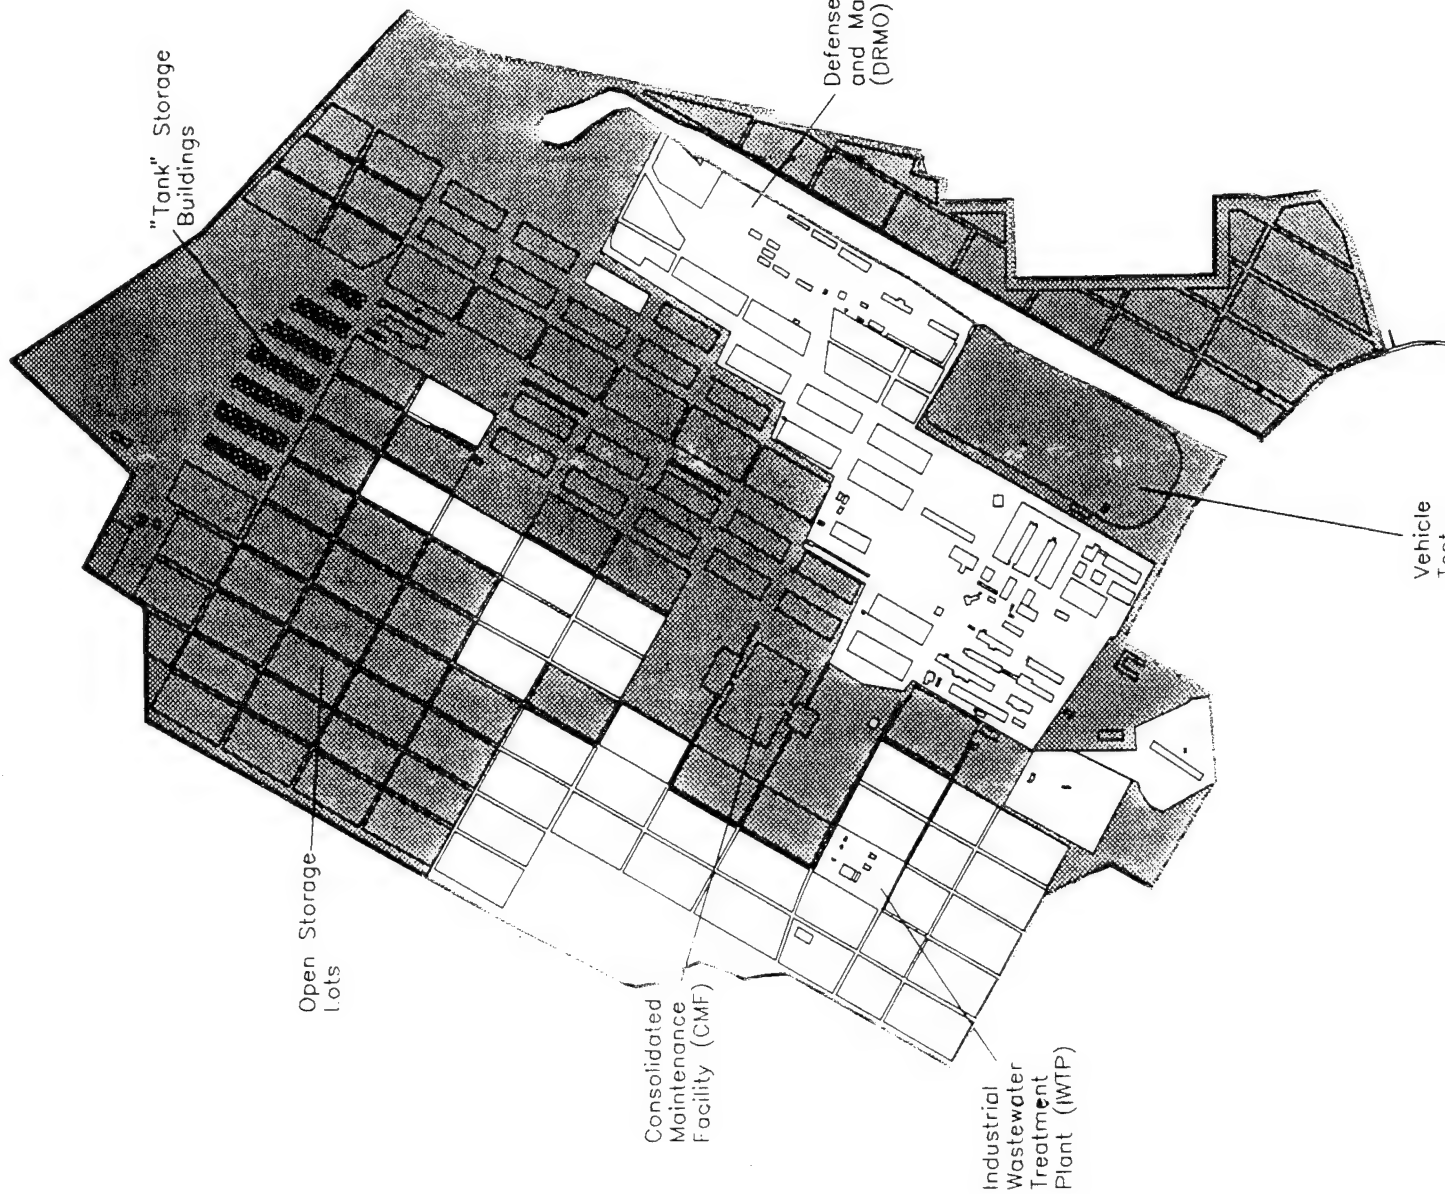 "Tank" Storage
Buildings
Defense
and Ma
(DRMO)
Open Storage
Lots
Consolidated
Maintenance
Facility (CMF)
Industrial
Wastewater
Treatment
Plant (IWTP)
Vehicle